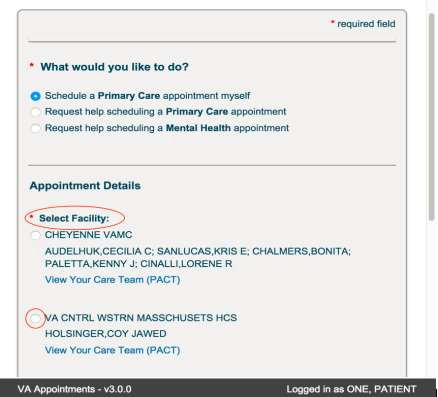 * required field
* What would you like to do?
Schedule a Primary Care appointment myself
Request help scheduling a Primary Care appointment
Request help scheduling a Mental Health appointment
Appointment Details
* Select Facility:
CHEYENNE VAMC
AUDELHUK,CECILIA C; SANLUCAS,KRIS E; CHALMERS,BONITA;
PALETTA,KENNY J; CINALLI,LORENE R
View Your Care Team (PACT)
VA CNTRL WSTRN MASSCHUSETS HCS
HOLSINGER,COY JAWED
View Your Care Team (PACT)
VA Appointments - v3.0.0 Logged in as ONE, PATIENT